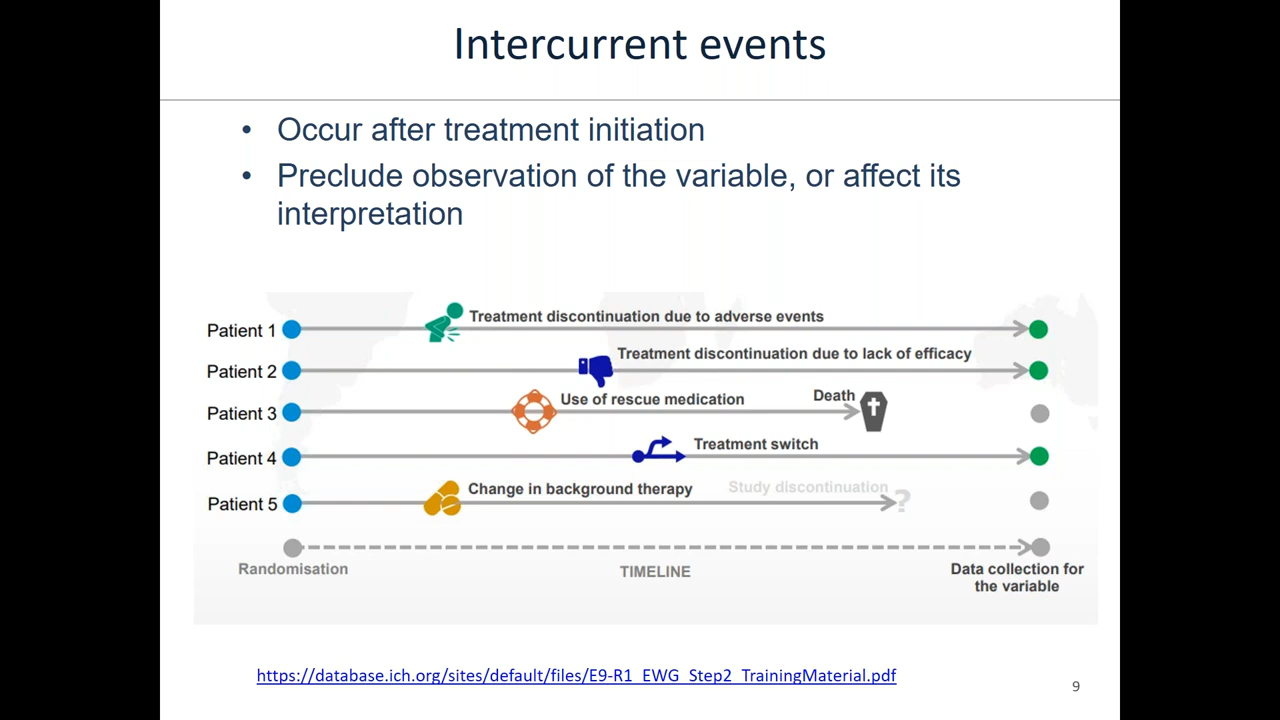 Intercurrent events
• Occur after treatment initiation
• Preclude observation of the variable, or affect its
interpretation
Patient 1
Treatment discontinuation due to adverse events
Patient 2
Treatment discontinuation due to lack of efficacy
Patient 3
Use of rescue medication
Death
Patient 4
Treatment switch
Patient 5
Change in background therapy
Study discontinuation
?
Randomisation
TIMELINE
Data collection for
the variable
https://database.ich.org/sites/default/files/E9-R1_EWG_Step2_TrainingMaterial.pdf
9